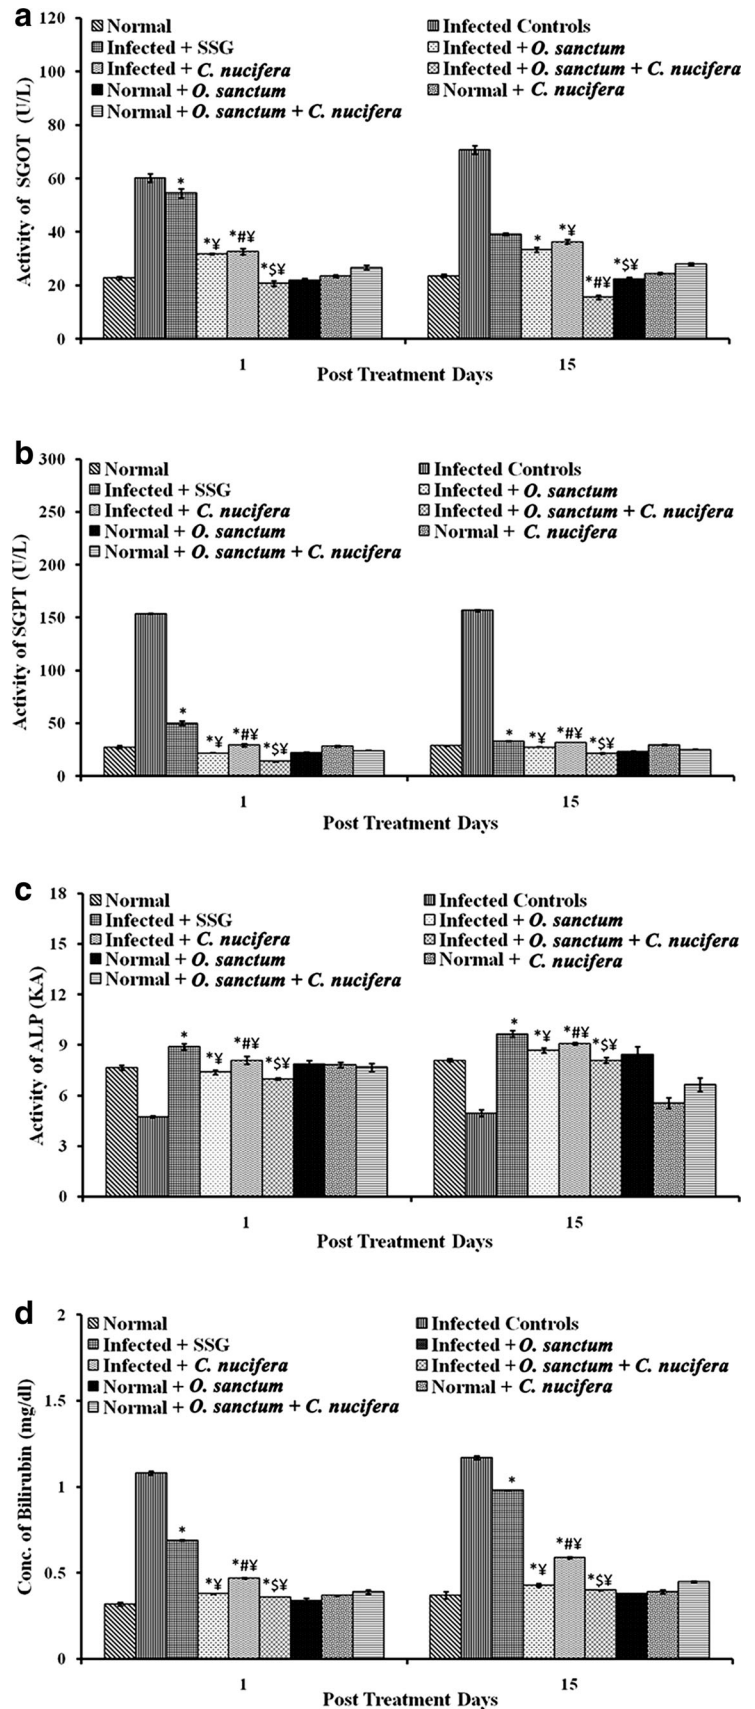 a
120
100
80
60
40
20
0
Activity of SGOT (U/L)
Normal
Infected Controls
Infected + SSG
Infected + O. sanctum
Infected + C. nucifera
Infected + O. sanctum + C. nucifera
Normal + O. sanctum
Normal + C. nucifera
Normal + O. sanctum + C. nucifera
*
*¥
*#¥
*$¥
*
*¥
*#¥
*$¥
1
15
Post Treatment Days
b
300
250
200
150
100
50
0
Activity of SGPT (U/L)
Normal
Infected Controls
Infected + SSG
Infected + O. sanctum
Infected + C. nucifera
Infected + O. sanctum + C. nucifera
Normal + O. sanctum
Normal + C. nucifera
Normal + O. sanctum + C. nucifera
*
*¥
*#¥
*$¥
*
*¥
*#¥
*$¥
1
15
Post Treatment Days
c
18
15
12
9
6
3
0
Activity of ALP (KA)
Normal
Infected Controls
Infected + SSG
Infected + O. sanctum
Infected + C. nucifera
Infected + O. sanctum + C. nucifera
Normal + O. sanctum
Normal + C. nucifera
Normal + O. sanctum + C. nucifera
*
*¥
*#¥
*$¥
*
*¥
*#¥
*$¥
1
15
Post Treatment Days
d
2
1.5
1
0.5
0
Conc. of Bilirubin (mg/dl)
Normal
Infected Controls
Infected + SSG
Infected + O. sanctum
Infected + C. nucifera
Infected + O. sanctum + C. nucifera
Normal + O. sanctum
Normal + C. nucifera
Normal + O. sanctum + C. nucifera
*
*¥
*#¥
*$¥
*
*¥
*#¥
*$¥
1
15
Post Treatment Days